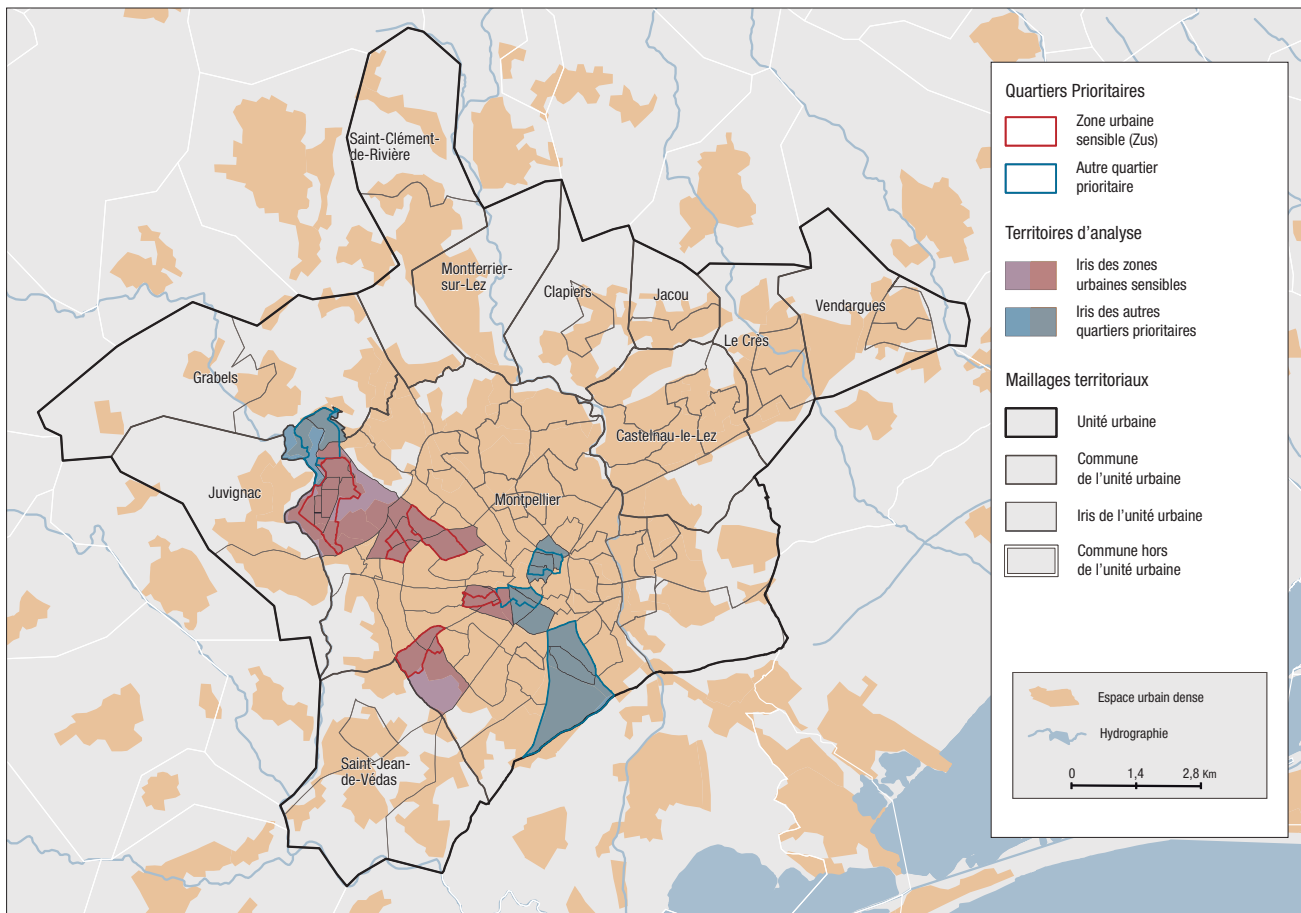 Saint-Clément-
de-Rivière
Montferrier-
sur-Lez
Clapiers
Jacou
Vendargues
Le Crès
Grabels
Castelnau-le-Lez
Juvignac
Montpellier
Saint-Jean-
de-Védas
Quartiers Prioritaires
Zone urbaine
sensible (Zus)
Autre quartier
prioritaire
Territoires d'analyse
Iris des zones
urbaines sensibles
Iris des autres
quartiers prioritaires
Maillages territoriaux
Unité urbaine
Commune
de l'unité urbaine
Iris de l'unité urbaine
Commune hors
de l'unité urbaine
Espace urbain dense
Hydrographie
0 1,4 2,8 Km